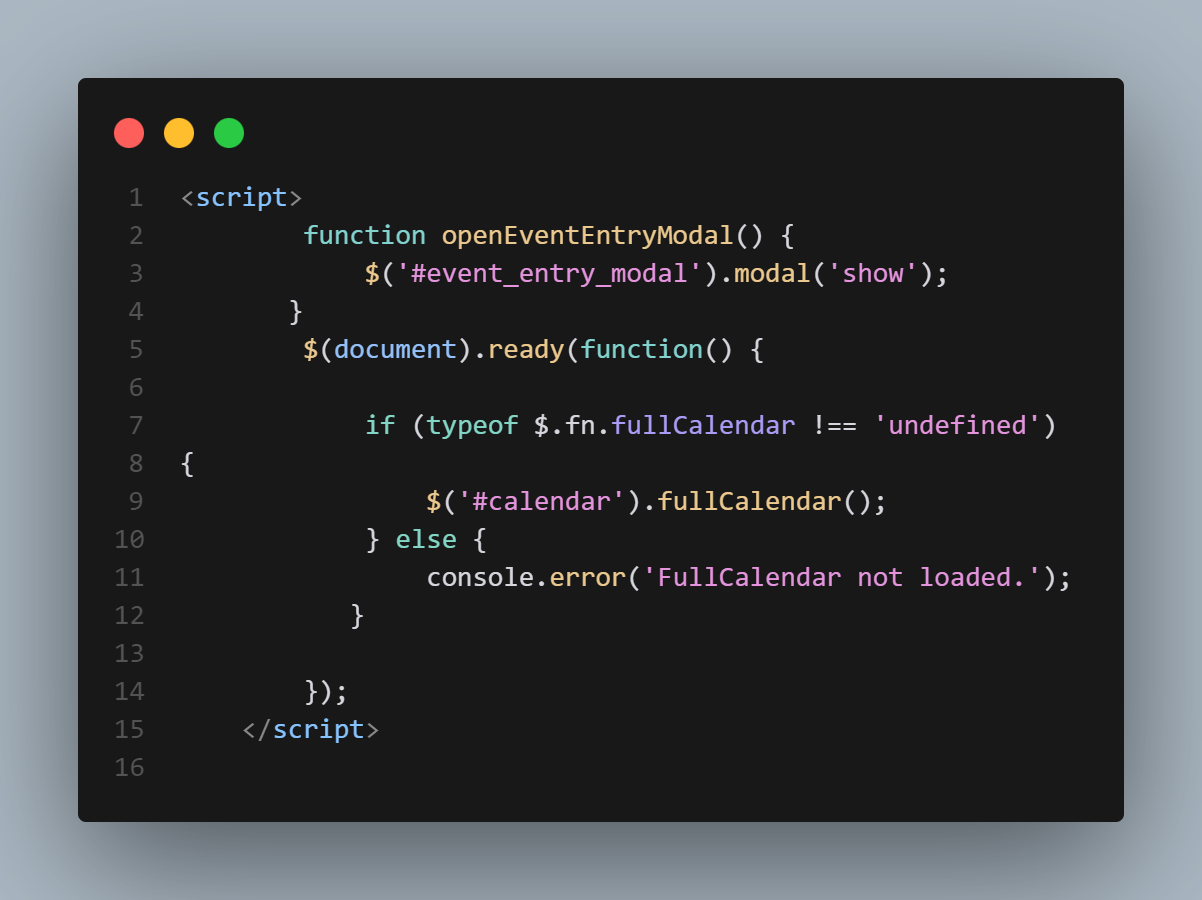 1 <script>
2         function openEventEntryModal() {
3             $('#event_entry_modal').modal('show');
4        }
5         $(document).ready(function() {
6
7             if (typeof $.fn.fullCalendar !== 'undefined')
8 {
9                 $('#calendar').fullCalendar();
10             } else {
11                 console.error('FullCalendar not loaded.');
12            }
13
14         });
15     </script>
16